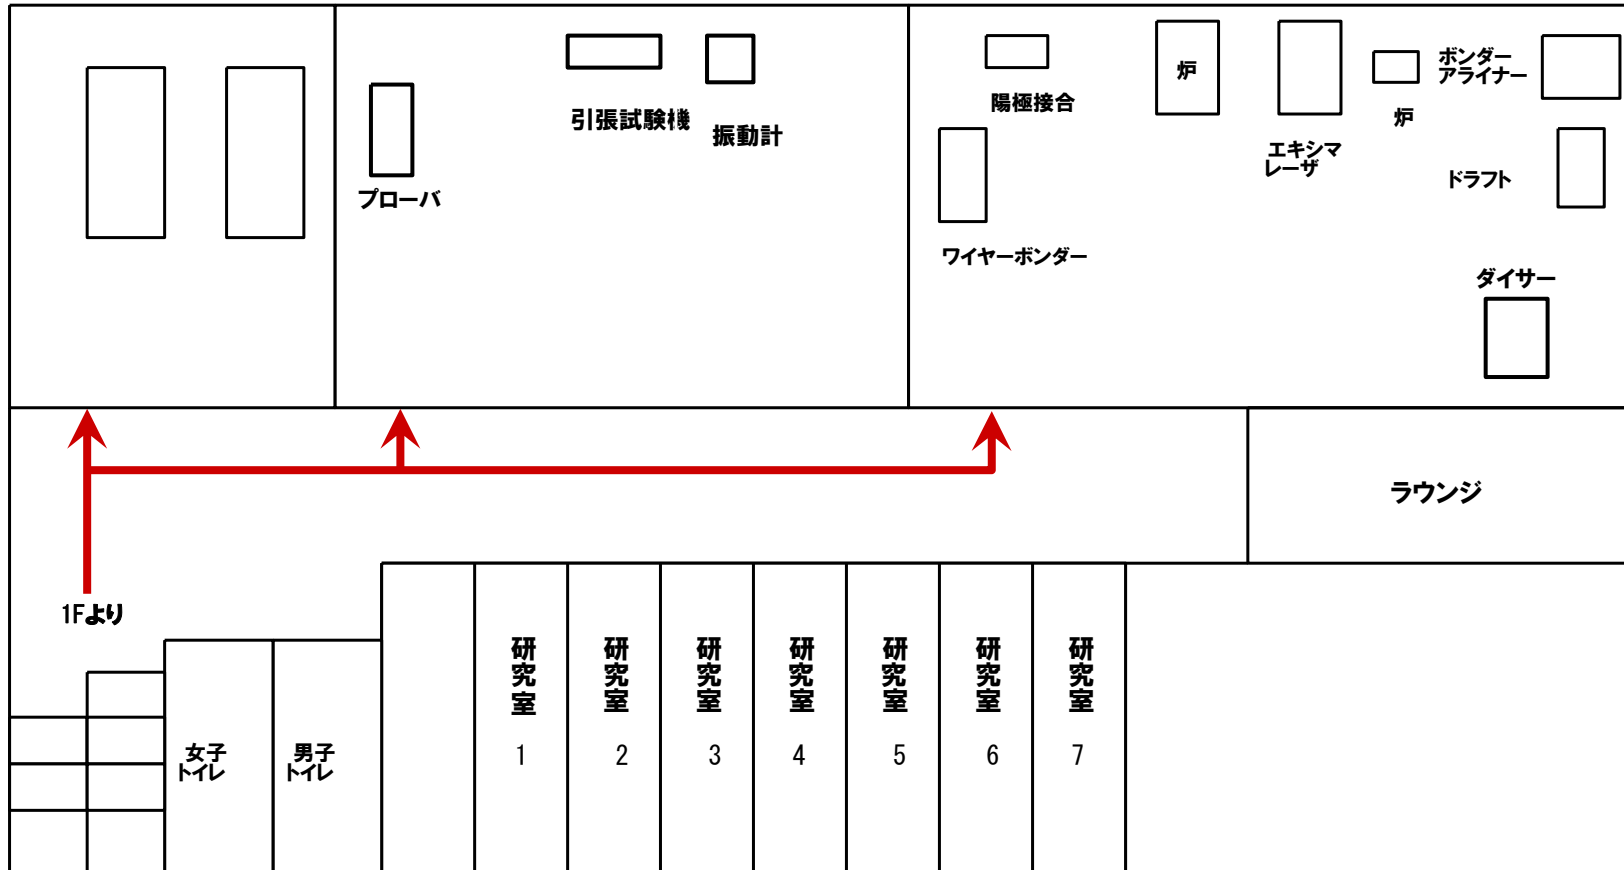 引張試験機
振動計
プローバ
陽極接合
炉
エキシマ
レーザ
炉
ボンダー
アライナー
ドラフト
ワイヤーボンダー
ダイサー
ラウンジ
1Fより
女子
トイレ
男子
トイレ
研究室
1
研究室
2
研究室
3
研究室
4
研究室
5
研究室
6
研究室
7